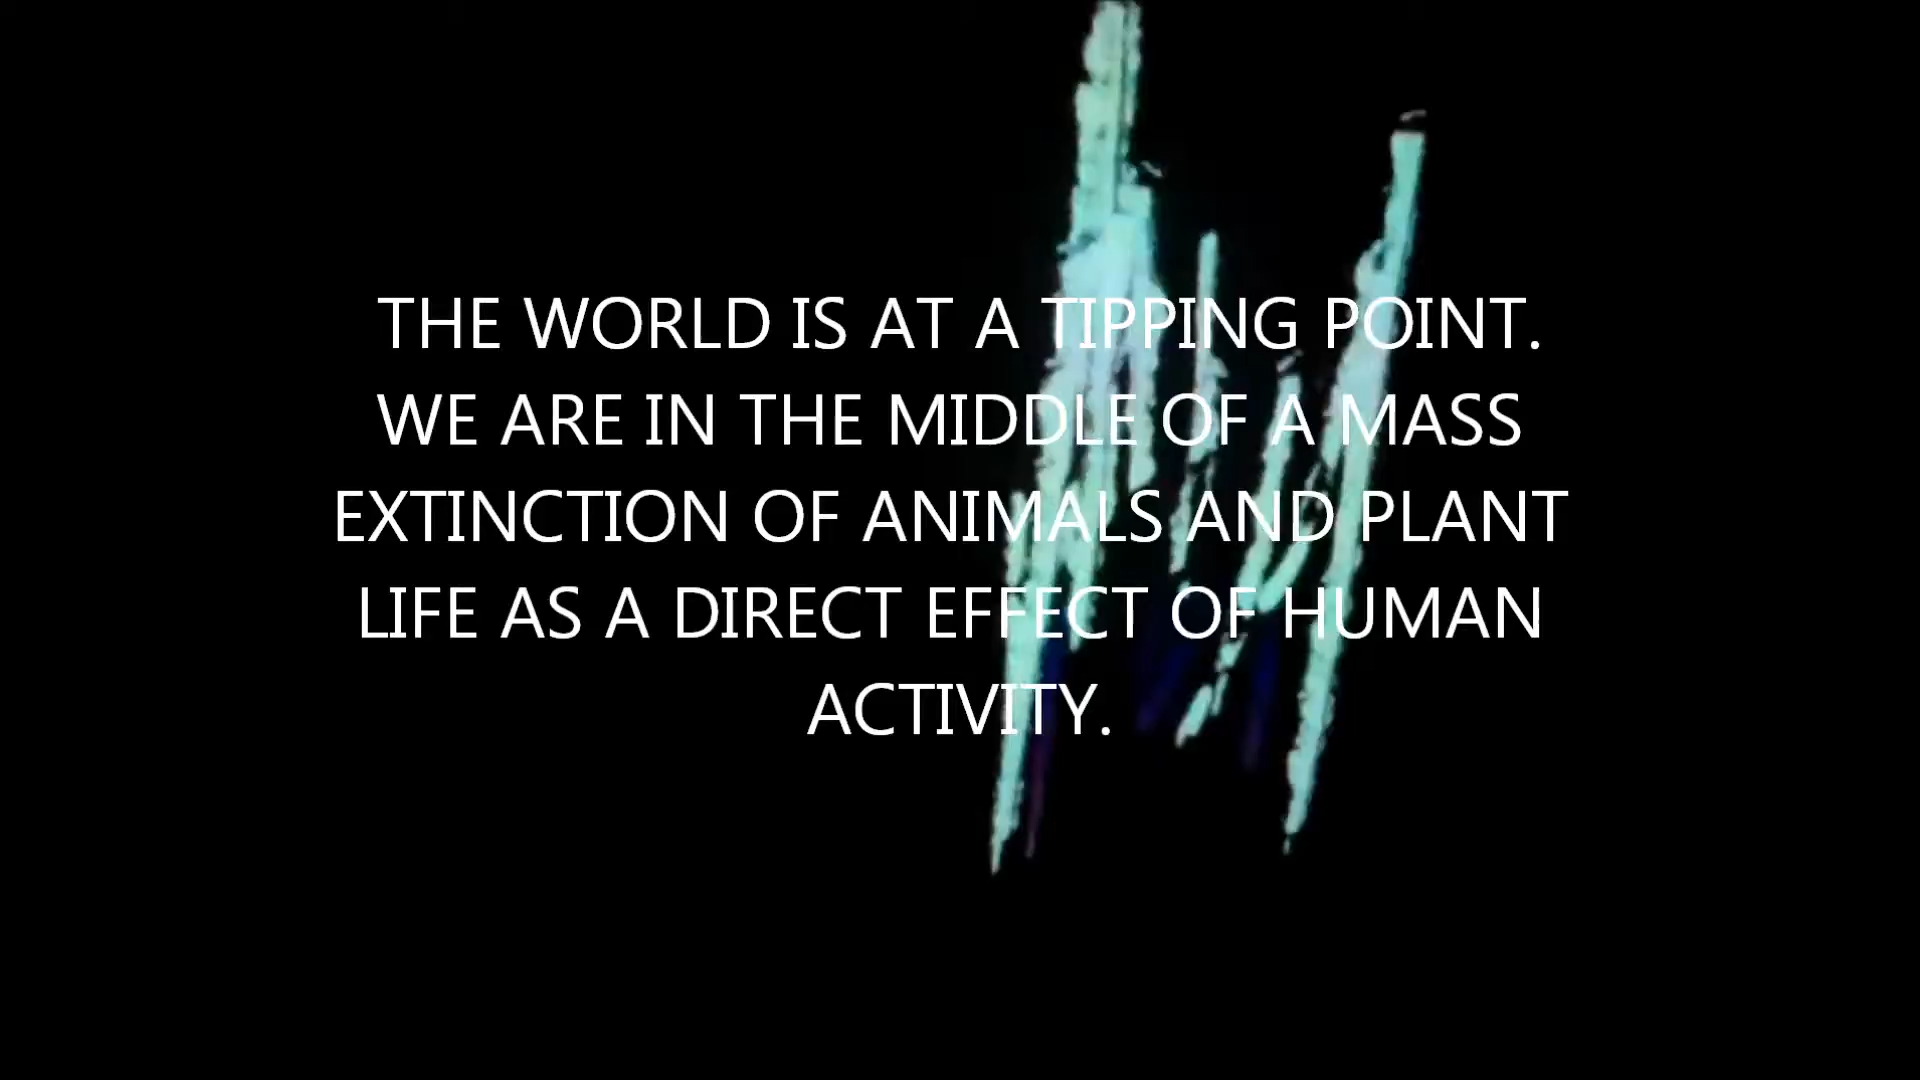 THE WORLD IS AT A TIPPING POINT.
WE ARE IN THE MIDDLE OF A MASS
EXTINCTION OF ANIMALS AND PLANT
LIFE AS A DIRECT EFFECT OF HUMAN
ACTIVITY.